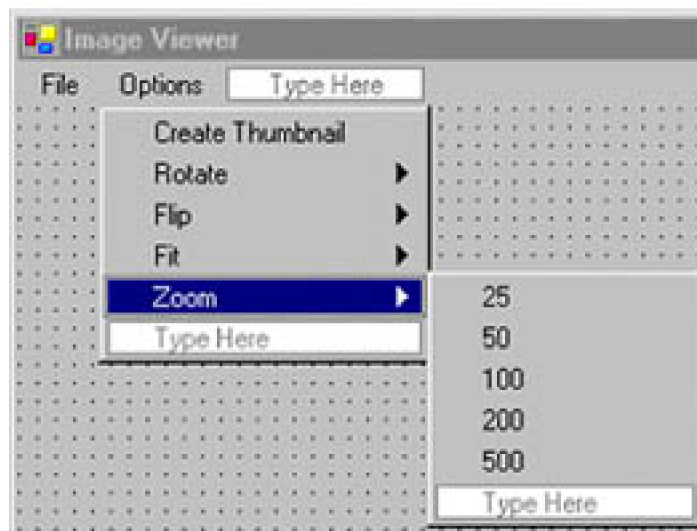 Image Viewer
File Options Type Here
Create Thumbnail
Rotate
Flip
Fit
Zoom
Type Here
25
50
100
200
500
Type Here